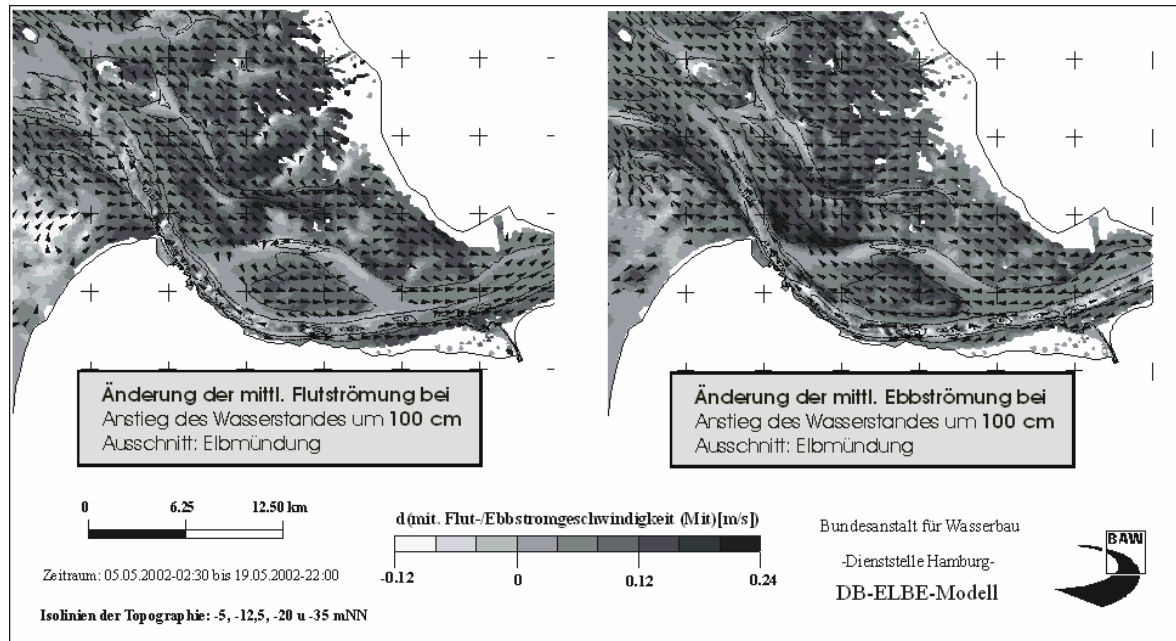 Änderung der mittl. Flutströmung bei
Anstieg des Wasserstandes um 100 cm
Ausschnitt: Elbmündung
Änderung der mittl. Ebbströmung bei
Anstieg des Wasserstandes um 100 cm
Ausschnitt: Elbmündung
0 6.25 12.50 km
d(mit. Flut-/Ebbstromgeschwindigkeit (Mit)[m/s])
-0.12 0 0.12 0.24
Zeitraum: 05.05.2002-02:30 bis 19.05.2002-22:00
Isolinien der Topographie: -5, -12,5, -20 u -35 mNN
Bundesanstalt für Wasserbau
-Dienststelle Hamburg-
DB-ELBE-Modell
BAW